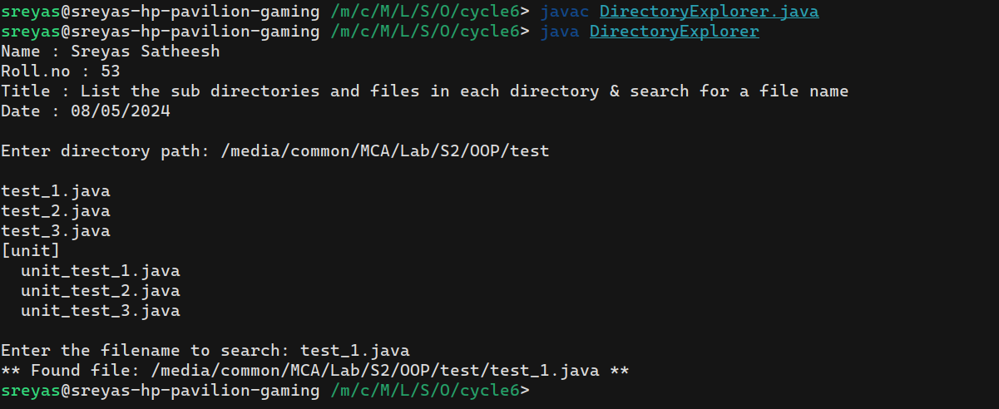 sreyas@sreyas-hp-pavilion-gaming /m/c/M/L/S/O/cycle6> javac DirectoryExplorer.java
sreyas@sreyas-hp-pavilion-gaming /m/c/M/L/S/O/cycle6> java DirectoryExplorer
Name : Sreyas Satheesh
Roll.no : 53
Title : List the sub directories and files in each directory & search for a file name
Date : 08/05/2024

Enter directory path: /media/common/MCA/Lab/S2/OOP/test

test_1.java
test_2.java
test_3.java
[unit]
  unit_test_1.java
  unit_test_2.java
  unit_test_3.java

Enter the filename to search: test_1.java
** Found file: /media/common/MCA/Lab/S2/OOP/test/test_1.java **
sreyas@sreyas-hp-pavilion-gaming /m/c/M/L/S/O/cycle6>